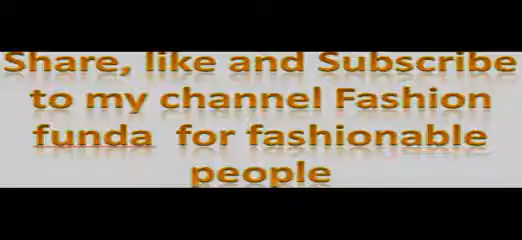 Share, like and Subscribe
to my channel Fashion
funda for fashionable
people